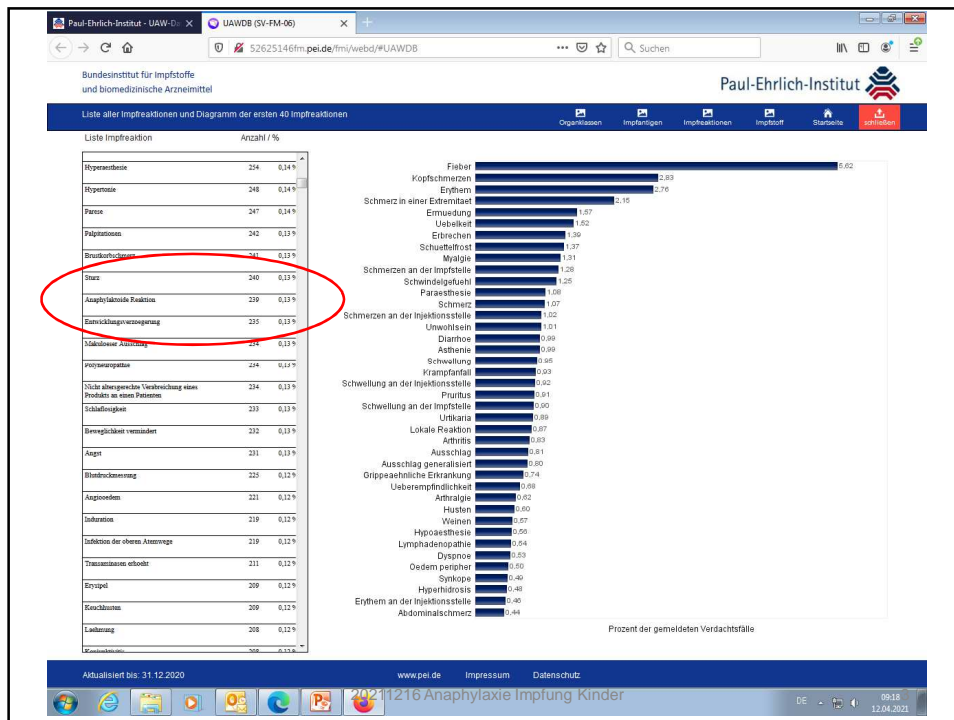 Paul-Ehrlich-Institut - UAW-Da
UAWDB (SV-FM-06)
52625146fm.pei.de/fmi/webd/#UAWDB
Suchen
Bundesinstitut für Impfstoffe
und biomedizinische Arzneimittel
Paul-Ehrlich-Institut
Liste aller Impfreaktionen und Diagramm der ersten 40 Impfreaktionen
Organklassen
Impfantigen
Impfreaktionen
Impfstoff
Startseite
schließen
Liste Impfreaktion Anzahl / %
Hyperaesthesie 254 0,14 %
Hypertonie 248 0,14 %
Parese 247 0,14 %
Palpitationen 242 0,13 %
Brustkorbschmerz 241 0,13 %
Sturz 240 0,13 %
Anaphylaktoide Reaktion 239 0,13 %
Entwicklungsverzoegerung 235 0,13 %
Makuloeser Ausschlag 234 0,13 %
Polyneuropathie 234 0,13 %
Nicht altersgerechte Verabreichung eines 234 0,13 %
Produkts an einen Patienten
Schlaflosigkeit 233 0,13 %
Beweglichkeit vermindert 232 0,13 %
Angst 231 0,13 %
Blutdruckmessung 225 0,12 %
Angiooedem 221 0,12 %
Induration 219 0,12 %
Infektion der oberen Atemwege 219 0,12 %
Transaminasen erhoeht 211 0,12 %
Erysipel 209 0,12 %
Keuchhusten 209 0,12 %
Laehmung 208 0,12 %
Konjunktivitis 208 0,12 %
Fieber 5,62
Kopfschmerzen 2,83
Erythem 2,76
Schmerz in einer Extremitaet 2,15
Ermuedung 1,57
Uebelkeit 1,52
Erbrechen 1,39
Schuettelfrost 1,37
Myalgie 1,31
Schmerzen an der Impfstelle 1,28
Schwindelgefuehl 1,25
Paraesthesie 1,08
Schmerz 1,07
Schmerzen an der Injektionsstelle 1,02
Unwohlsein 1,01
Diarrhoe 0,99
Asthenie 0,99
Schwellung 0,95
Krampfanfall 0,93
Schwellung an der Injektionsstelle 0,92
Pruritus 0,91
Schwellung an der Impfstelle 0,90
Urtikaria 0,89
Lokale Reaktion 0,87
Arthritis 0,83
Ausschlag 0,81
Ausschlag generalisiert 0,80
Grippeaehnliche Erkrankung 0,74
Ueberempfindlichkeit 0,68
Arthralgie 0,62
Husten 0,60
Weinen 0,57
Hypoaesthesie 0,56
Lymphadenopathie 0,54
Dyspnoe 0,53
Oedem peripher 0,50
Synkope 0,49
Hyperhidrosis 0,48
Erythem an der Injektionsstelle 0,46
Abdominalschmerz 0,44
Prozent der gemeldeten Verdachtsfälle
Aktualisiert bis: 31.12.2020
www.pei.de Impressum Datenschutz
20211216 Anaphylaxie Impfung Kinder
DE
09:18
12.04.2021